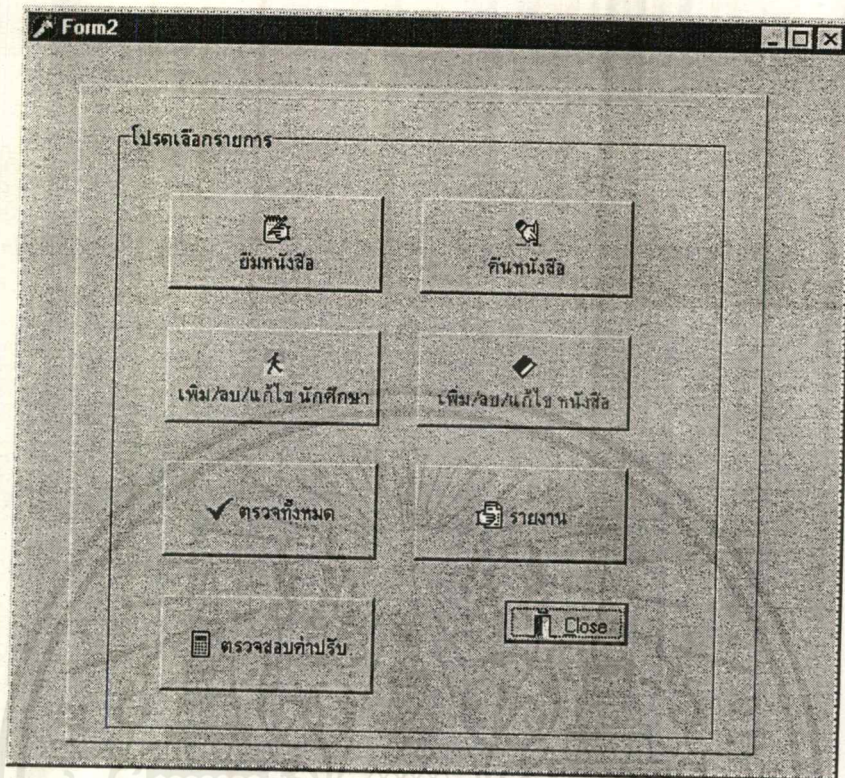 Form2
โปรดเลือกรายการ
ยืมหนังสือ
คืนหนังสือ
เพิ่ม/ลบ/แก้ไข นักศึกษา
เพิ่ม/ลบ/แก้ไข หนังสือ
ตรวจทั้งหมด
รายงาน
ตรวจสอบค่าปรับ
Close